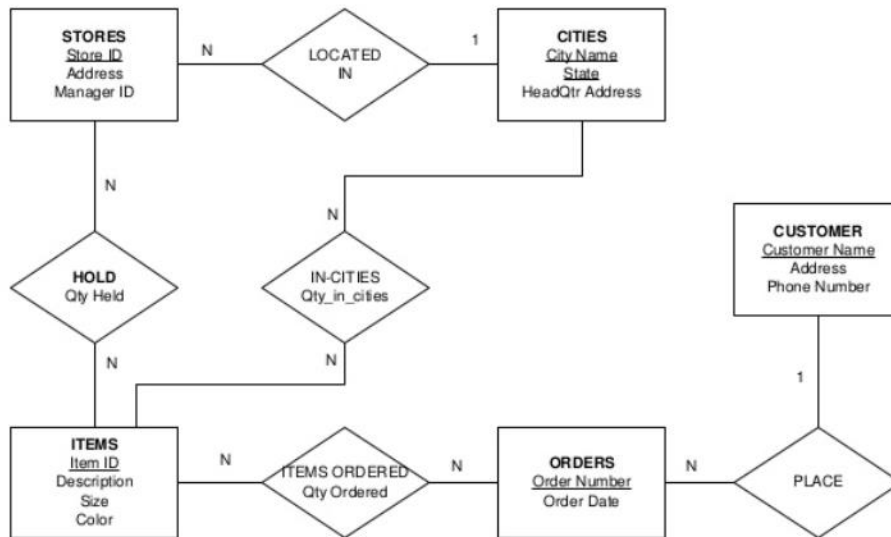 STORES
Store ID
Address
Manager ID
N
LOCATED
IN
1
CITIES
City Name
State
HeadQtr Address
N
N
HOLD
Qty Held
IN-CITIES
Qty_in_cities
CUSTOMER
Customer Name
Address
Phone Number
N
N
1
ITEMS
Item ID
Description
Size
Color
N
ITEMS ORDERED
Qty Ordered
N
ORDERS
Order Number
Order Date
N
PLACE